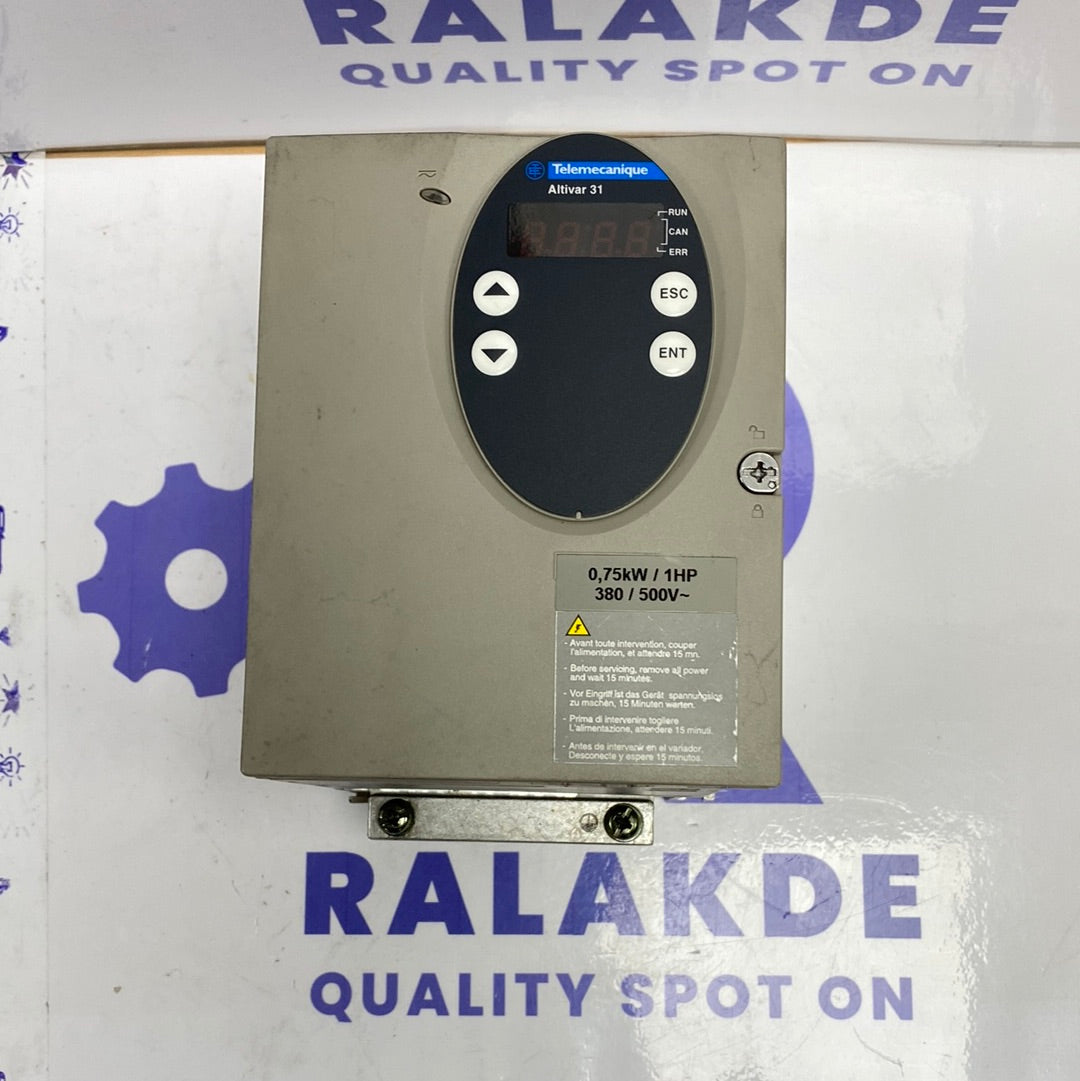 RALAKDE
QUALITY SPOT ON
Telemecanique
Altivar 31
RUN
CAN
ERR
ESC
ENT
0,75kW / 1HP
380 / 500V~
- Avant toute intervention, couper
l'alimentation, et attendre 15 mn.
- Before servicing, remove all power
and wait 15 minutes.
- Vor Eingriff ist das Gerät spannungslos
zu machen, 15 Minuten warten.
- Prima di intervenire togliere
L'alimentazione, attendere 15 minuti.
- Antes de intervenir en el variador,
Desconecte y espere 15 minutos.
RALAKDE
QUALITY SPOT ON